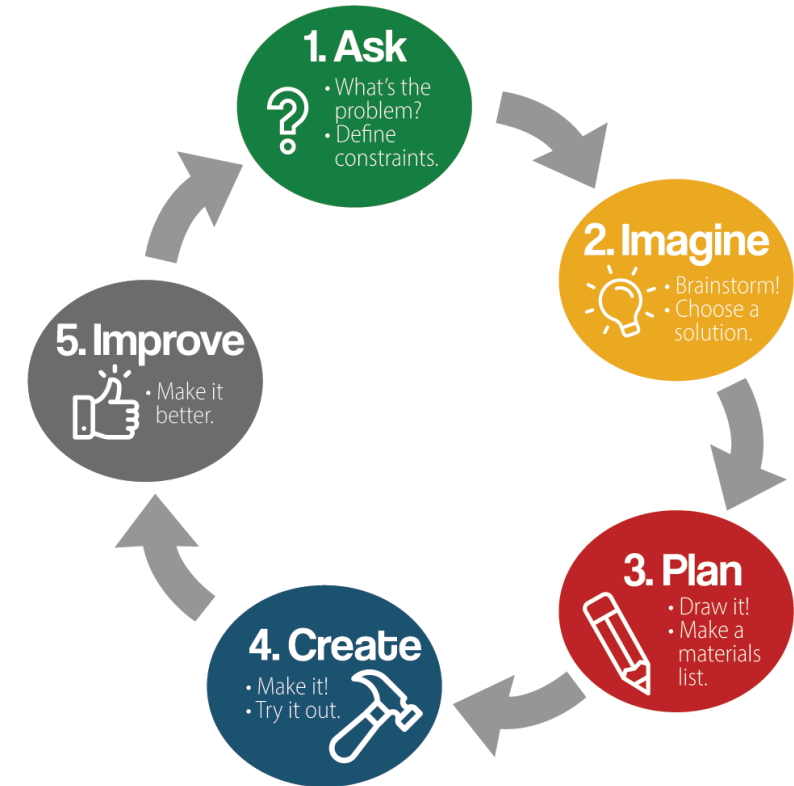 1. Ask
• What's the
problem?
• Define
constraints.
2. Imagine
• Brainstorm!
• Choose a
solution.
3. Plan
• Draw it!
• Make a
materials
list.
4. Create
• Make it!
• Try it out.
5. Improve
• Make it
better.